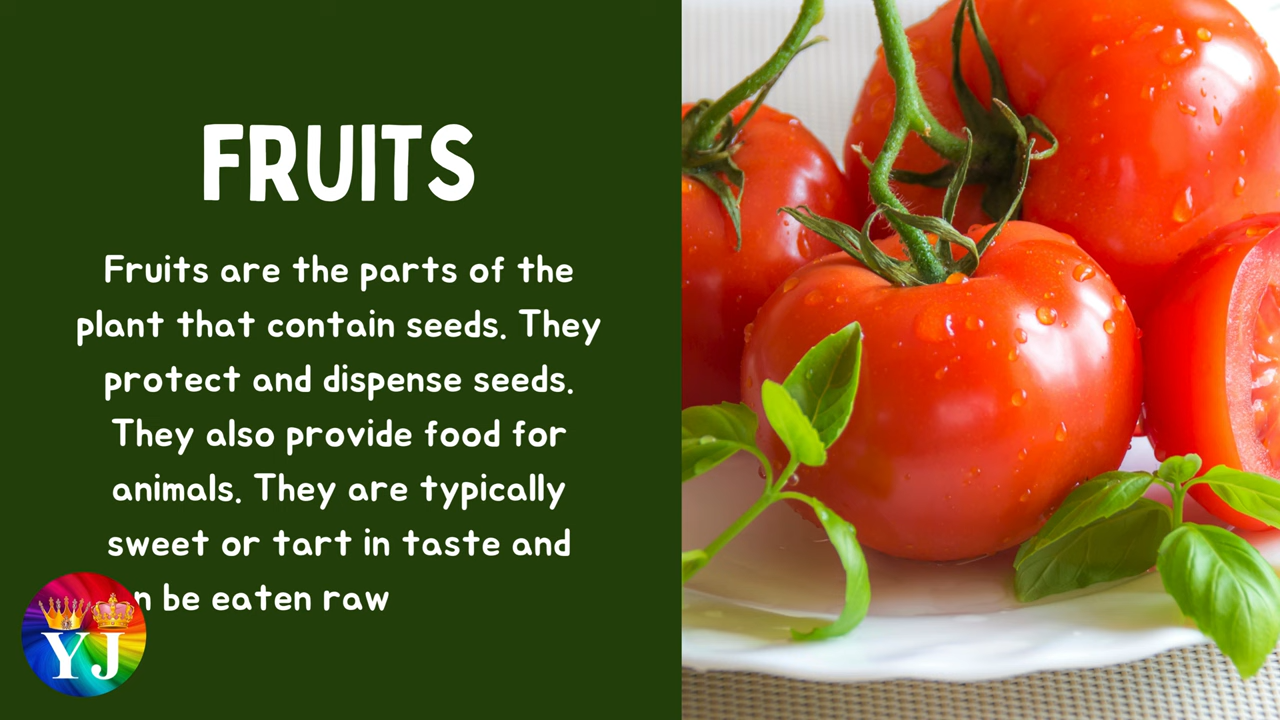 FRUITS
Fruits are the parts of the
plant that contain seeds. They
protect and dispense seeds.
They also provide food for
animals. They are typically
sweet or tart in taste and
n be eaten raw
YJ